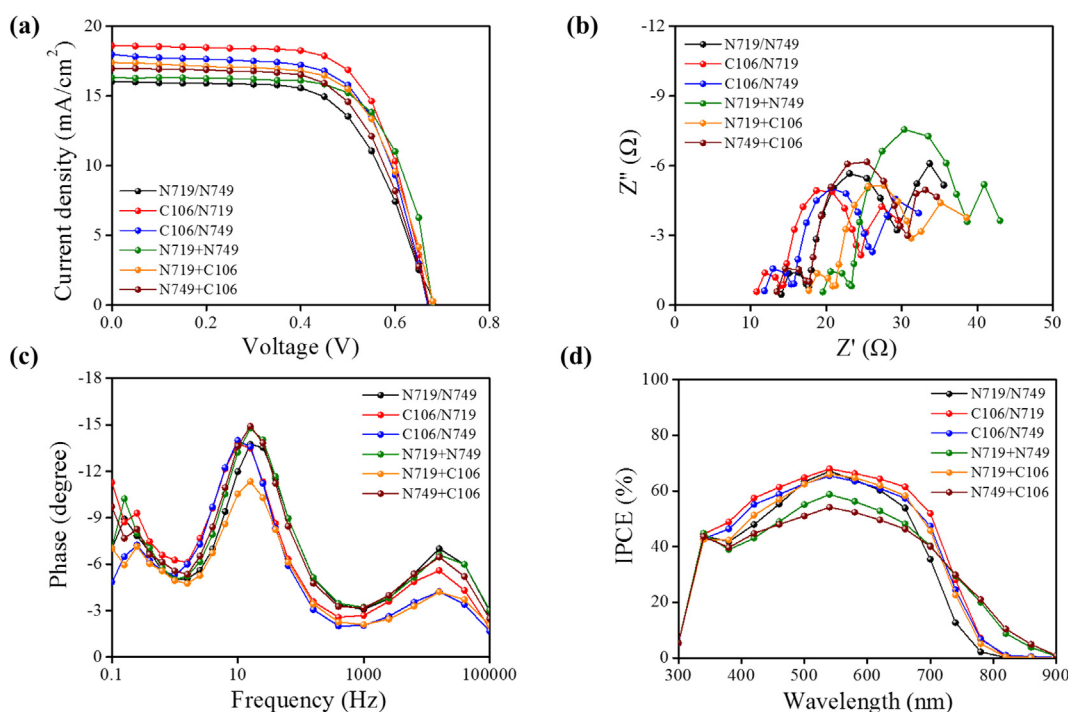 (a)
20
15
10
5
0
Current density (mA/cm²)
N719/N749
C106/N719
C106/N749
N719+N749
N719+C106
N749+C106
0.0 0.2 0.4 0.6 0.8
Voltage (V)
(b)
-12
-9
-6
-3
0
Z" (Ω)
N719/N749
C106/N719
C106/N749
N719+N749
N719+C106
N749+C106
0 10 20 30 40 50
Z' (Ω)
(c)
-18
-15
-12
-9
-6
-3
0
Phase (degree)
N719/N749
C106/N719
C106/N749
N719+N749
N719+C106
N749+C106
0.1 10 1000 100000
Frequency (Hz)
(d)
100
80
60
40
20
0
IPCE (%)
N719/N749
C106/N719
C106/N749
N719+N749
N719+C106
N749+C106
300 400 500 600 700 800 900
Wavelength (nm)